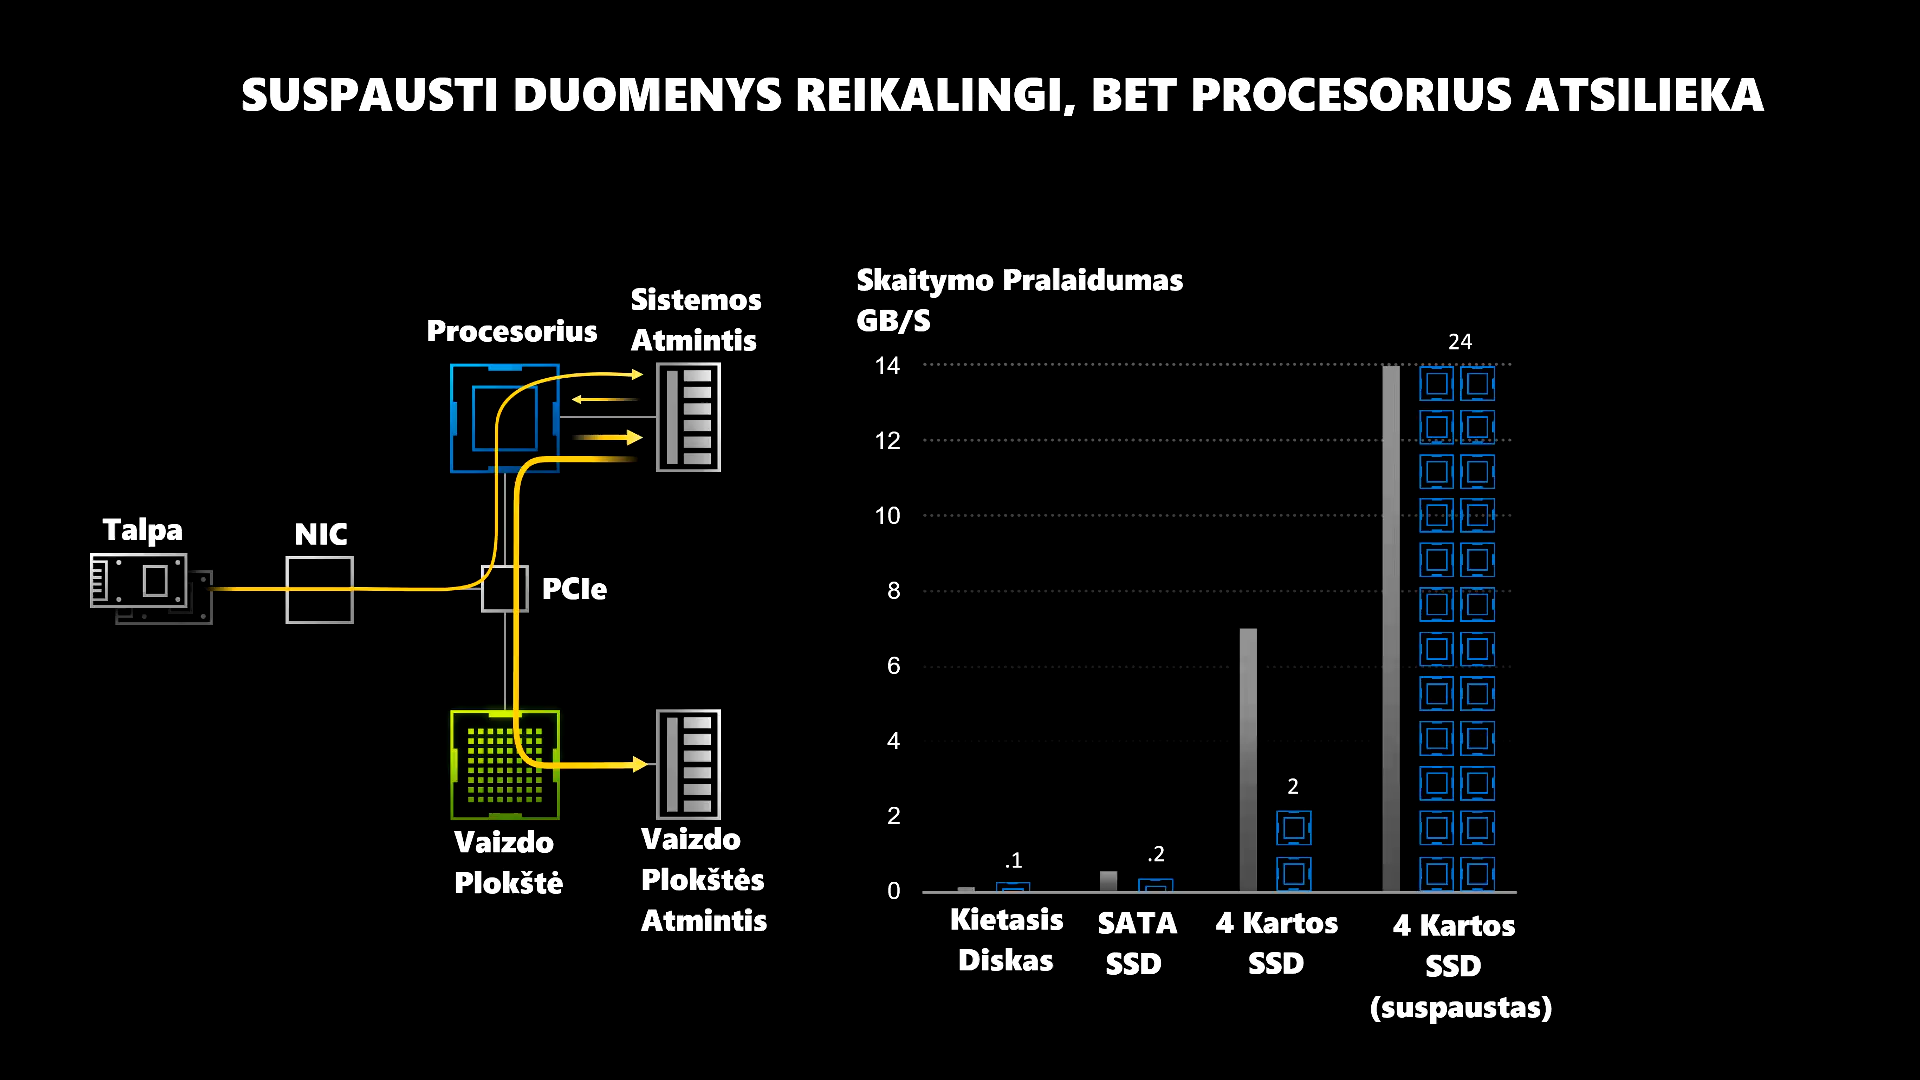 SUSPAUSTI DUOMENYS REIKALINGI, BET PROCESORIUS ATSILIEKA
Procesorius
Sistemos
Atmintis
Talpa
NIC
PCIe
Vaizdo
Plokštė
Vaizdo
Plokštės
Atmintis
Skaitymo Pralaidumas
GB/S
14
12
10
8
6
4
2
0
.1
.2
2
24
Kietasis
Diskas
SATA
SSD
4 Kartos
SSD
4 Kartos
SSD
(suspaustas)